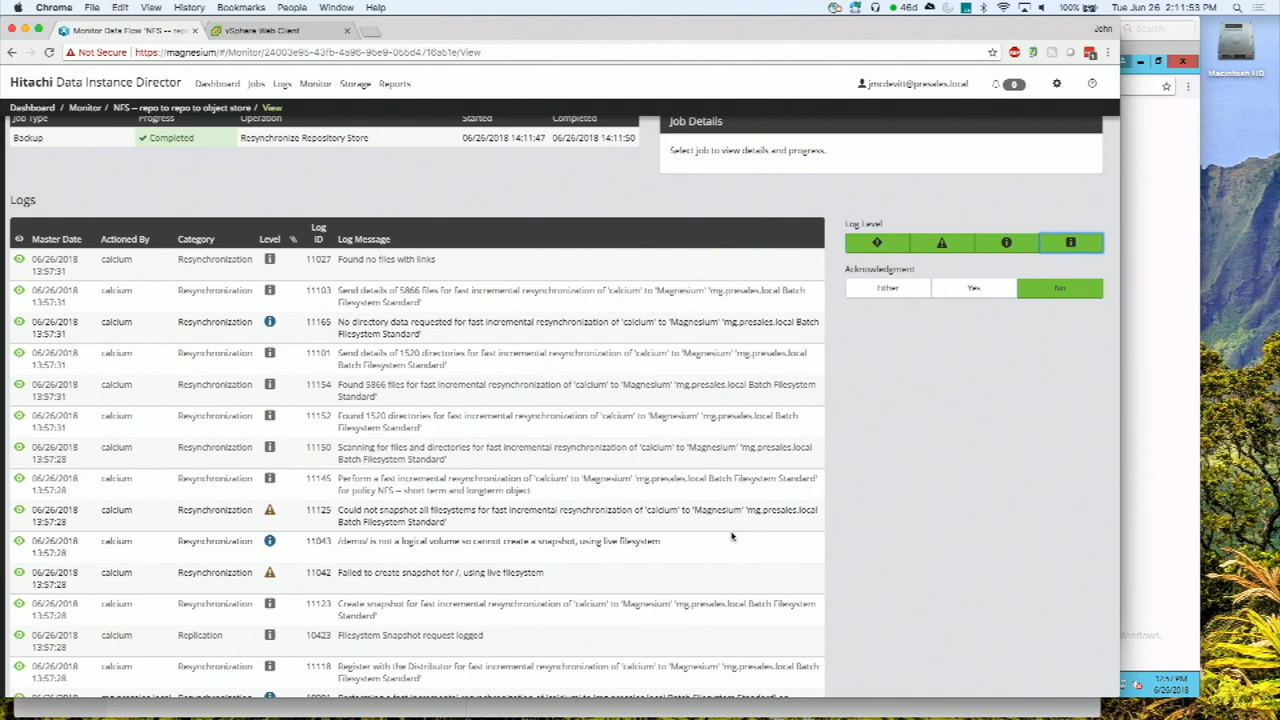 Chrome File Edit View History Bookmarks People Window Help
46d 100% Tue Jun 26 2:11:53 PM
Monitor Data Flow 'NFS -- repo
vSphere Web Client
John
Search
Not Secure
Hitachi Data Instance Director
Dashboard Jobs Logs Monitor Storage Reports
jmcdevitt@presales.local
0
Dashboard / Monitor / NFS -- repo to repo to object store / View
Job Type Progress Operation Started Completed
Backup Completed Resynchronize Repository Store 06/26/2018 14:11:47 06/26/2018 14:11:50
Job Details
Select job to view details and progress.
Logs
Master Date Actioned By Category Level Log ID Log Message
06/26/2018 13:57:31 calcium Resynchronization 11027 Found no files with links
06/26/2018 13:57:31 calcium Resynchronization 11103 Send details of 5866 files for fast incremental resynchronization of 'calcium' to 'Magnesium' 'mg.presales.local Batch
Filesystem Standard'
06/26/2018 13:57:31 calcium Resynchronization 11165 No directory data requested for fast incremental resynchronization of 'calcium' to 'Magnesium' 'mg.presales.local Batch
Filesystem Standard'
06/26/2018 13:57:31 calcium Resynchronization 11101 Send details of 1520 directories for fast incremental resynchronization of 'calcium' to 'Magnesium' 'mg.presales.local
Batch Filesystem Standard'
06/26/2018 13:57:31 calcium Resynchronization 11154 Found 5866 files for fast incremental resynchronization of 'calcium' to 'Magnesium' 'mg.presales.local Batch Filesystem
Standard'
06/26/2018 13:57:31 calcium Resynchronization 11152 Found 1520 directories for fast incremental resynchronization of 'calcium' to 'Magnesium' 'mg.presales.local Batch
Filesystem Standard'
06/26/2018 13:57:28 calcium Resynchronization 11150 Scanning for files and directories for fast incremental resynchronization of 'calcium' to 'Magnesium' 'mg.presales.local
Batch Filesystem Standard'
06/26/2018 13:57:28 calcium Resynchronization 11145 Perform a fast incremental resynchronization of 'calcium' to 'Magnesium' 'mg.presales.local Batch Filesystem Standard'
for policy NFS -- short term and longterm object
06/26/2018 13:57:28 calcium Resynchronization 11125 Could not snapshot all filesystems for fast incremental resynchronization of 'calcium' to 'Magnesium' 'mg.presales.local
Batch Filesystem Standard'
06/26/2018 13:57:28 calcium Resynchronization 11043 /demo/ is not a logical volume so cannot create a snapshot, using live filesystem
06/26/2018 13:57:28 calcium Resynchronization 11042 Failed to create snapshot for /, using live filesystem
06/26/2018 13:57:28 calcium Resynchronization 11123 Create snapshot for fast incremental resynchronization of 'calcium' to 'Magnesium' 'mg.presales.local Batch Filesystem
Standard'
06/26/2018 13:57:28 calcium Replication 10423 Filesystem Snapshot request logged
06/26/2018 13:57:28 calcium Resynchronization 11118 Register with the Distributor for fast incremental resynchronization of 'calcium' to 'Magnesium' 'mg.presales.local
Batch Filesystem Standard'
Log Level
Acknowledgment
Either Yes No
Macintosh HD
Windows.
12:57 PM
6/26/2018